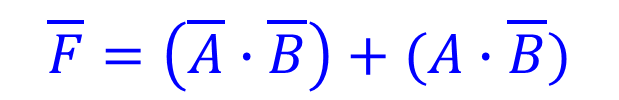 F̅ = (A̅ · B̅) + (A · B̅)